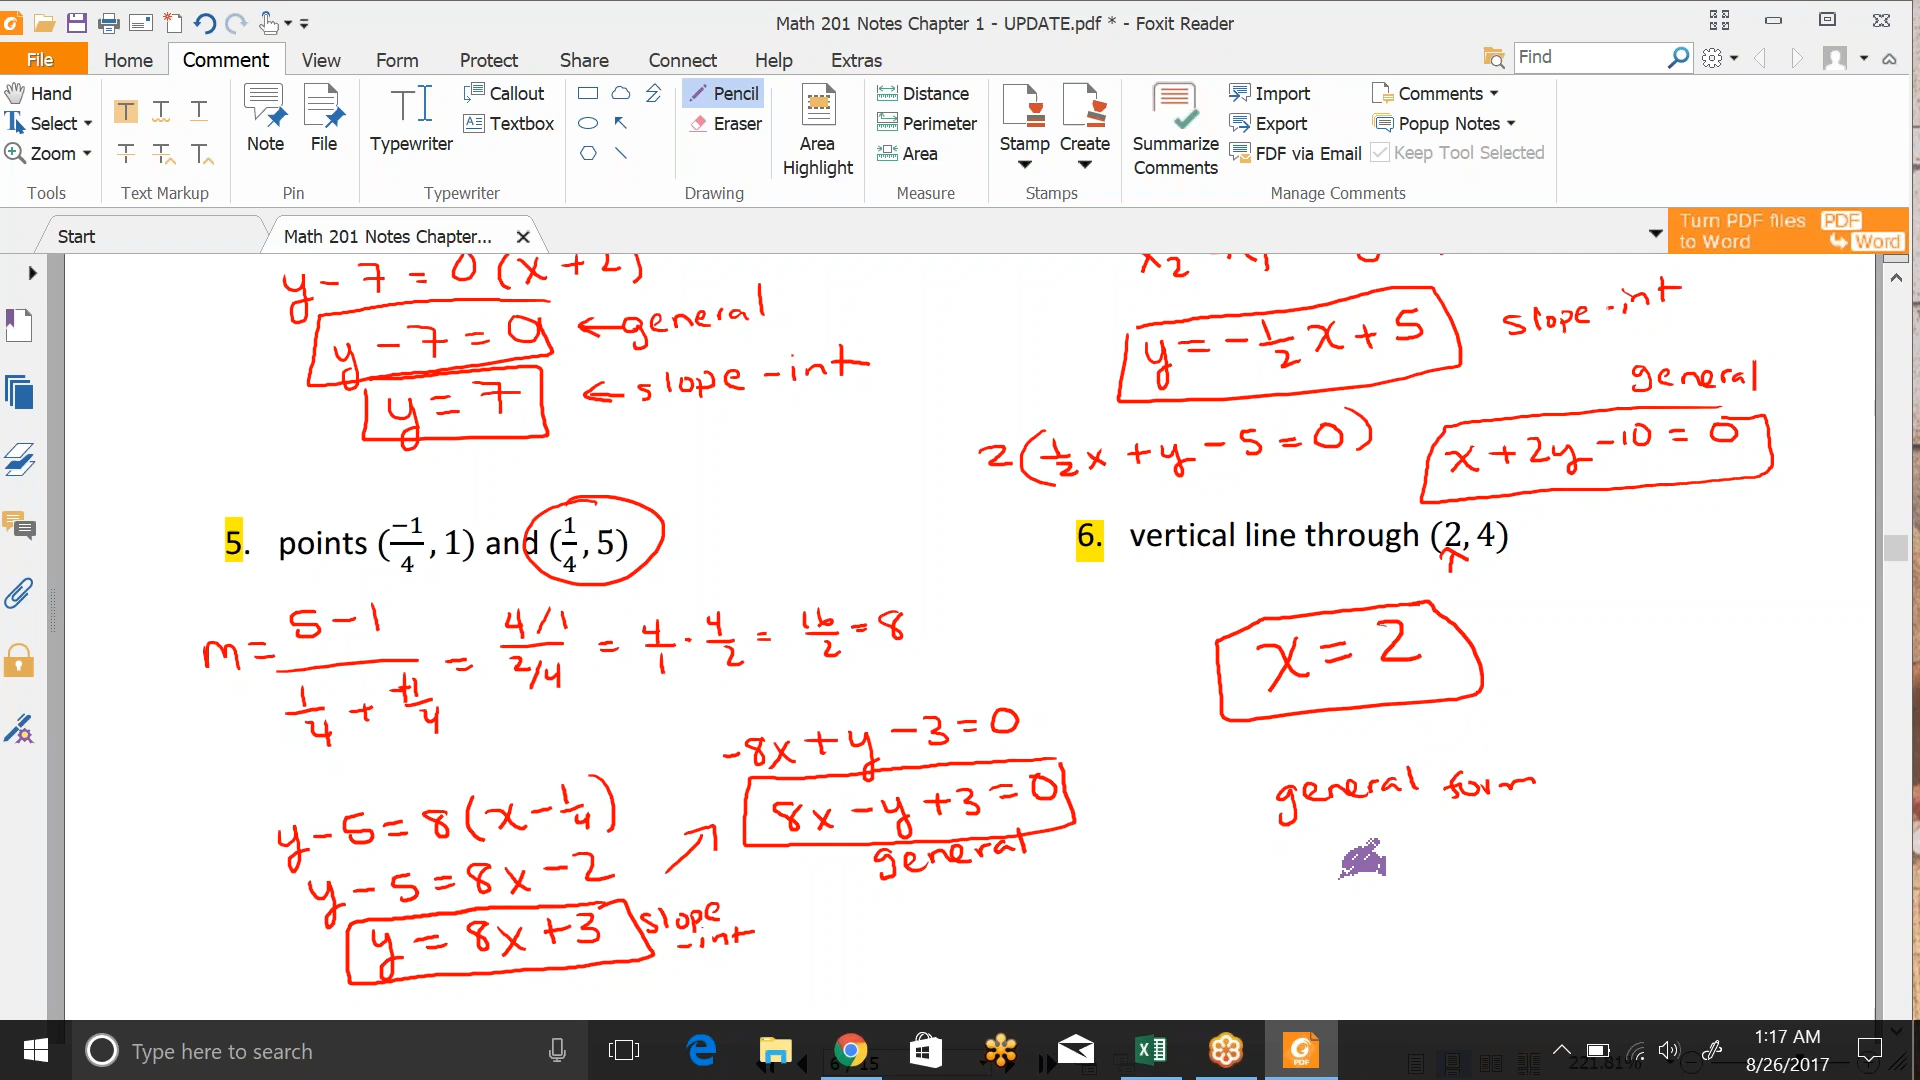 Math 201 Notes Chapter 1 - UPDATE.pdf * - Foxit Reader
File Home Comment View Form Protect Share Connect Help Extras Find
Hand
Select
Zoom
Tools
Text Markup
Note File
Pin
Typewriter
Callout
Textbox
Typewriter
Pencil
Eraser
Drawing
Area Highlight
Distance
Perimeter
Area
Measure
Stamp Create
Stamps
Summarize Comments
Import
Export
FDF via Email
Comments
Popup Notes
Keep Tool Selected
Manage Comments
Start Math 201 Notes Chapter...
Turn PDF files to Word PDF Word
y - 7 = 0 (x + 2)
y - 7 = 0 ← general
y = 7 ← slope -int
y = -1/2 x + 5 slope -int
general
2(1/2 x + y - 5 = 0) x + 2y - 10 = 0
5. points (-1/4, 1) and (1/4, 5)
m = 5 - 1 / 1/4 + +1/4 = 4/1 / 2/4 = 4/1 · 4/2 = 16/2 = 8
-8x + y - 3 = 0
8x - y + 3 = 0
general
y - 5 = 8(x - 1/4)
y - 5 = 8x - 2
y = 8x + 3 slope -int
6. vertical line through (2, 4)
x = 2
general form
Type here to search
6 / 15
221.81%
1:17 AM
8/26/2017